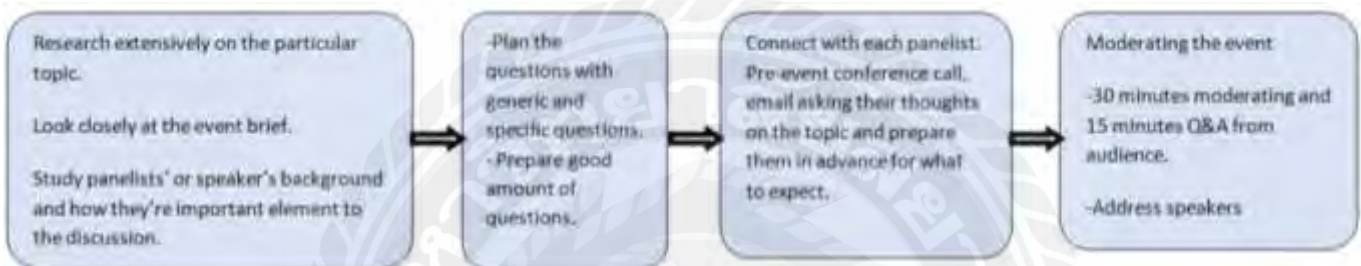 Research extensively on the particular
topic.
Look closely at the event brief.
Study panelists' or speaker's background
and how they're important element to
the discussion.
-Plan the
questions with
generic and
specific questions.
- Prepare good
amount of
questions.
Connect with each panelist.
Pre-event conference call,
email asking their thoughts
on the topic and prepare
them in advance for what
to expect.
Moderating the event
-30 minutes moderating and
15 minutes Q&A from
audience.
-Address speakers